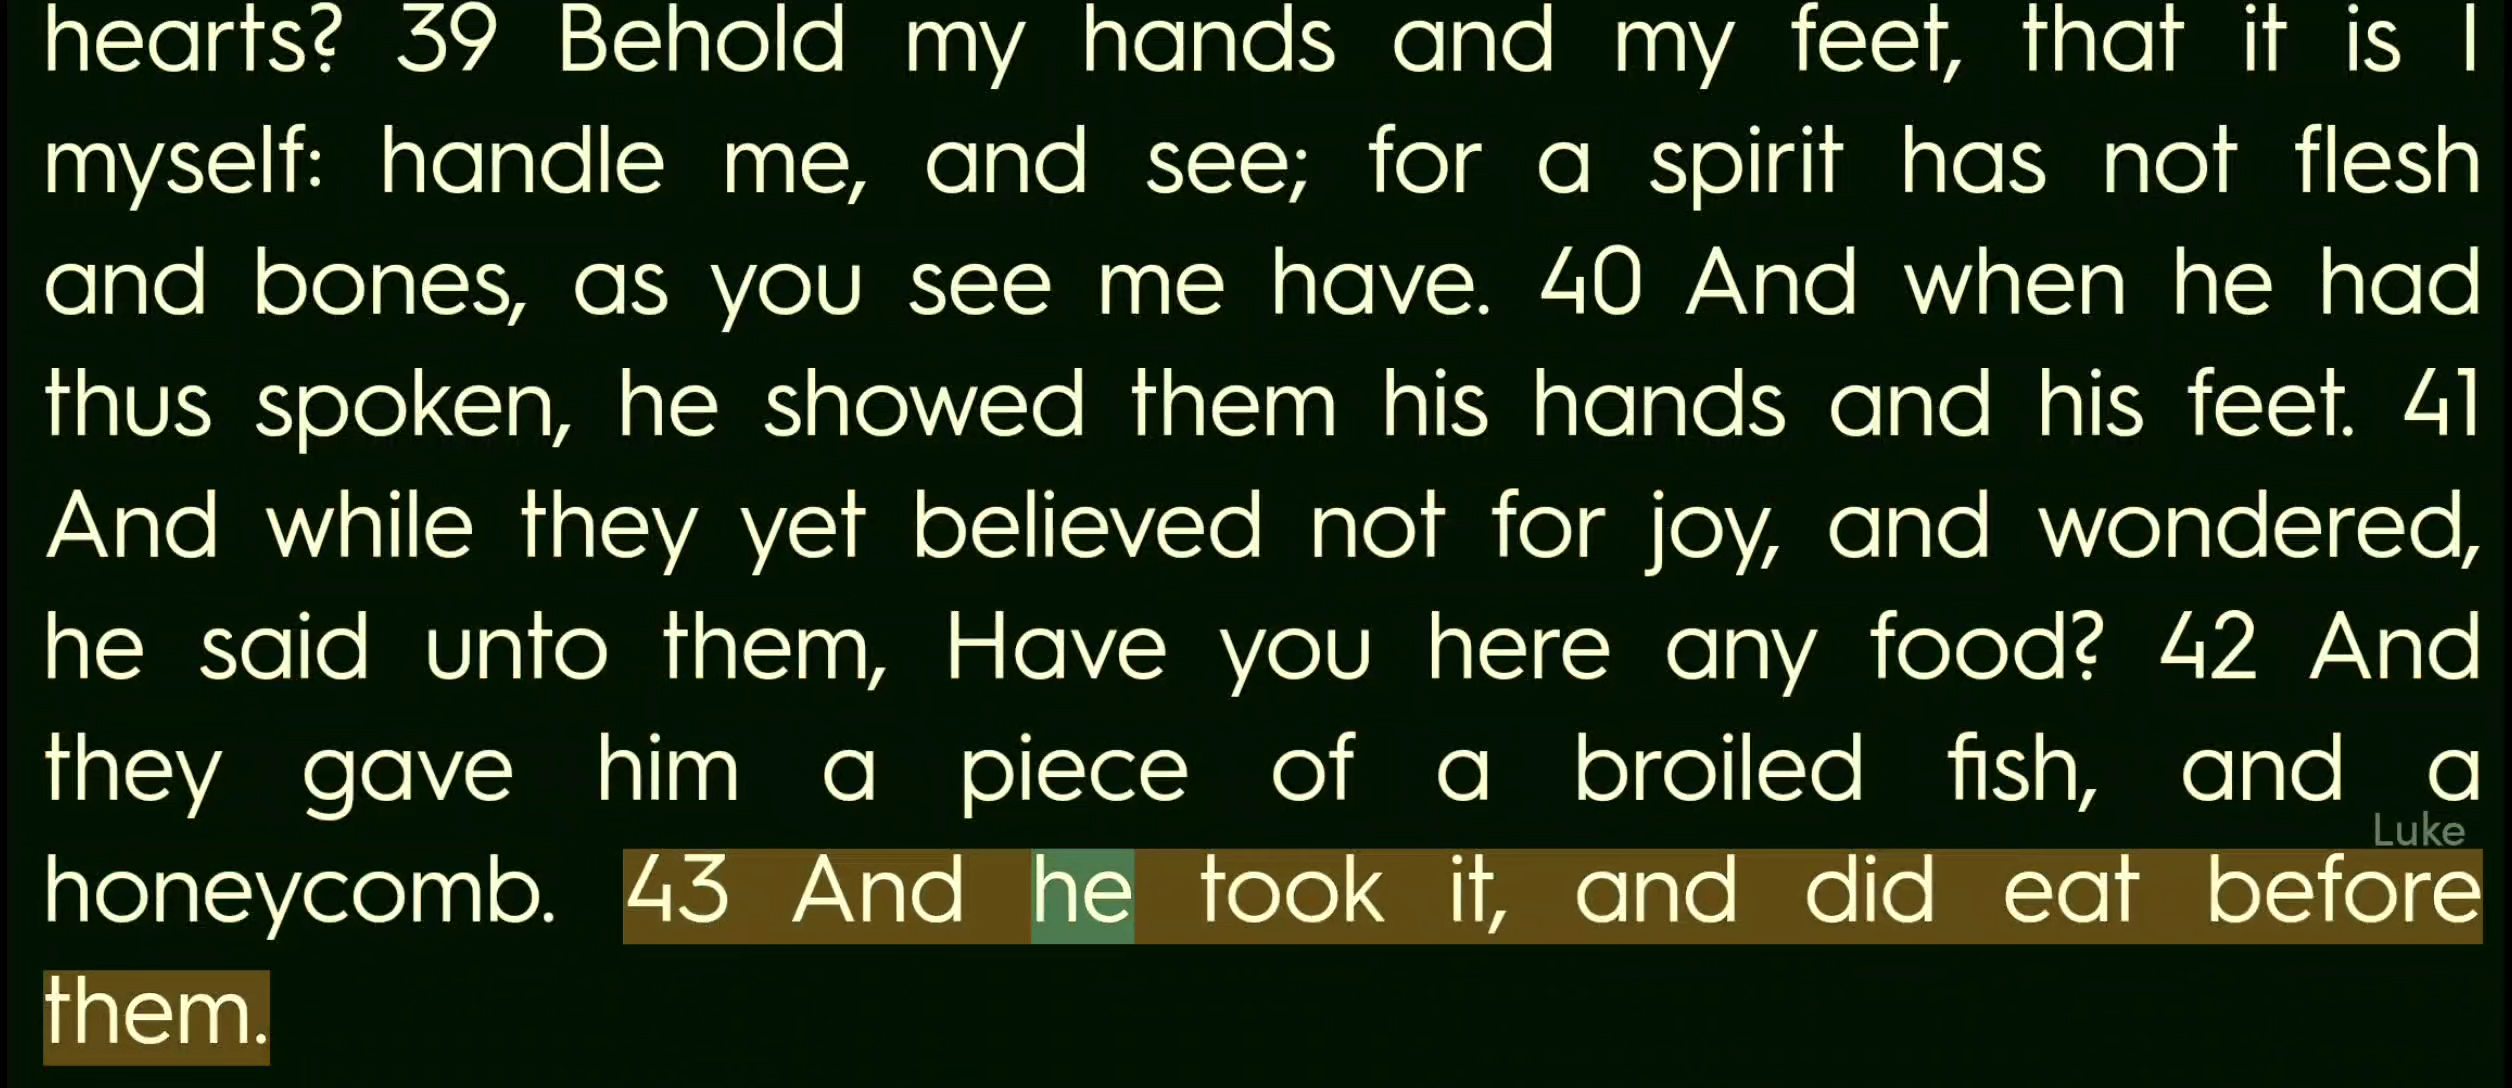 hearts? 39 Behold my hands and my feet, that it is I
myself: handle me, and see; for a spirit has not flesh
and bones, as you see me have. 40 And when he had
thus spoken, he showed them his hands and his feet. 41
And while they yet believed not for joy, and wondered,
he said unto them, Have you here any food? 42 And
they gave him a piece of a broiled fish, and a
Luke
honeycomb. 43 And he took it, and did eat before
them.